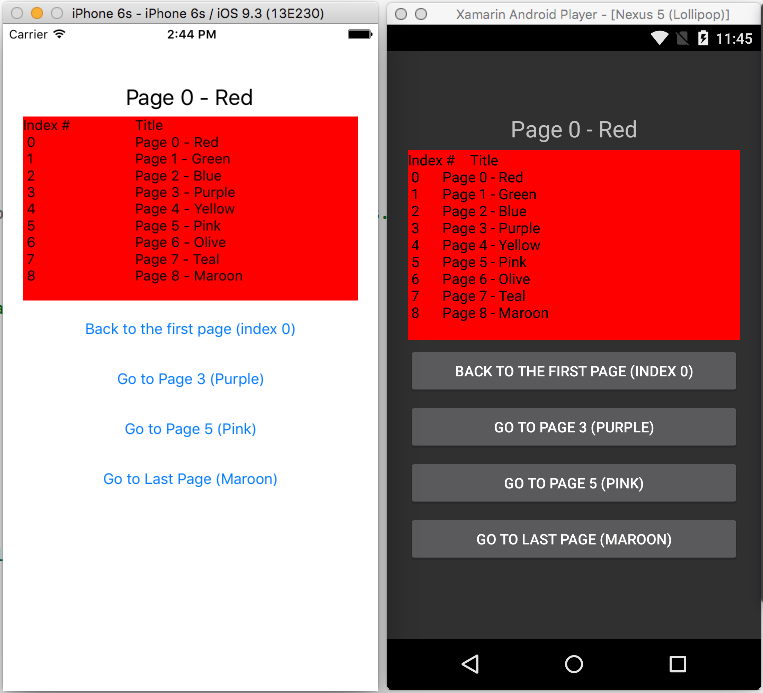 iPhone 6s - iPhone 6s / iOS 9.3 (13E230)
Carrier 2:44 PM
Page 0 - Red
Index # Title
0 Page 0 - Red
1 Page 1 - Green
2 Page 2 - Blue
3 Page 3 - Purple
4 Page 4 - Yellow
5 Page 5 - Pink
6 Page 6 - Olive
7 Page 7 - Teal
8 Page 8 - Maroon
Back to the first page (index 0)
Go to Page 3 (Purple)
Go to Page 5 (Pink)
Go to Last Page (Maroon)
Xamarin Android Player - [Nexus 5 (Lollipop)]
11:45
Page 0 - Red
Index # Title
0 Page 0 - Red
1 Page 1 - Green
2 Page 2 - Blue
3 Page 3 - Purple
4 Page 4 - Yellow
5 Page 5 - Pink
6 Page 6 - Olive
7 Page 7 - Teal
8 Page 8 - Maroon
BACK TO THE FIRST PAGE (INDEX 0)
GO TO PAGE 3 (PURPLE)
GO TO PAGE 5 (PINK)
GO TO LAST PAGE (MAROON)